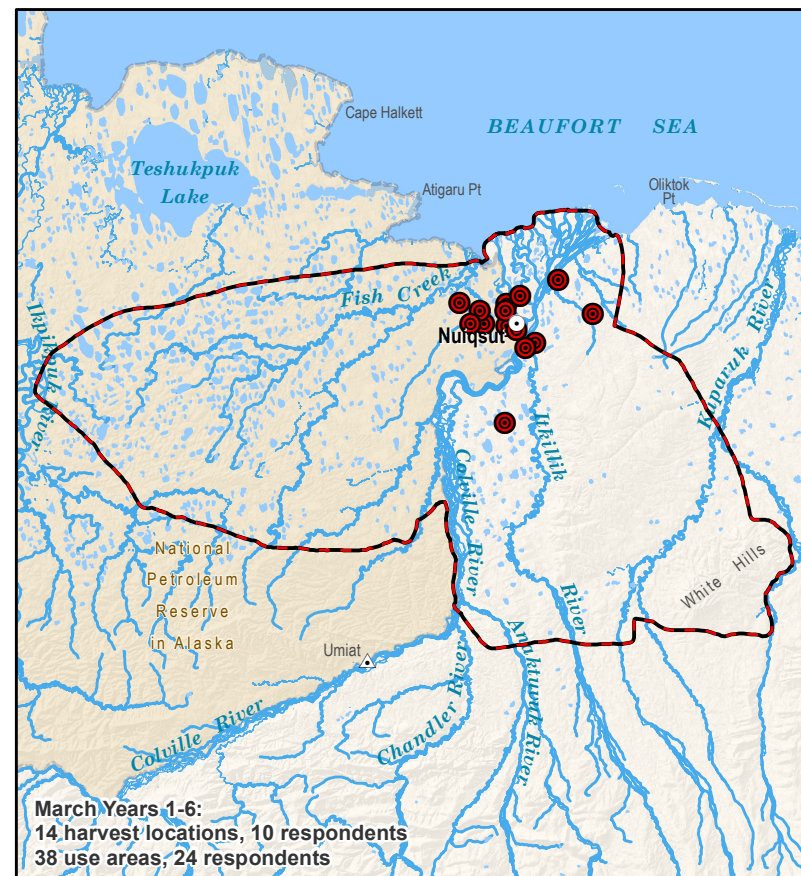 Cape Halkett
BEAUFORT SEA
Teshukpuk
Lake
Atigaru Pt
Oliktok
Pt
Fish Creek
Ikpikpuk River
Kuparuk River
Nuiqsut
Itkillik
River
Colville River
National
Petroleum
Reserve
in Alaska
White Hills
Umiat
Anaktuvuk River
Chandler River
Colville River
March Years 1-6:
14 harvest locations, 10 respondents
38 use areas, 24 respondents